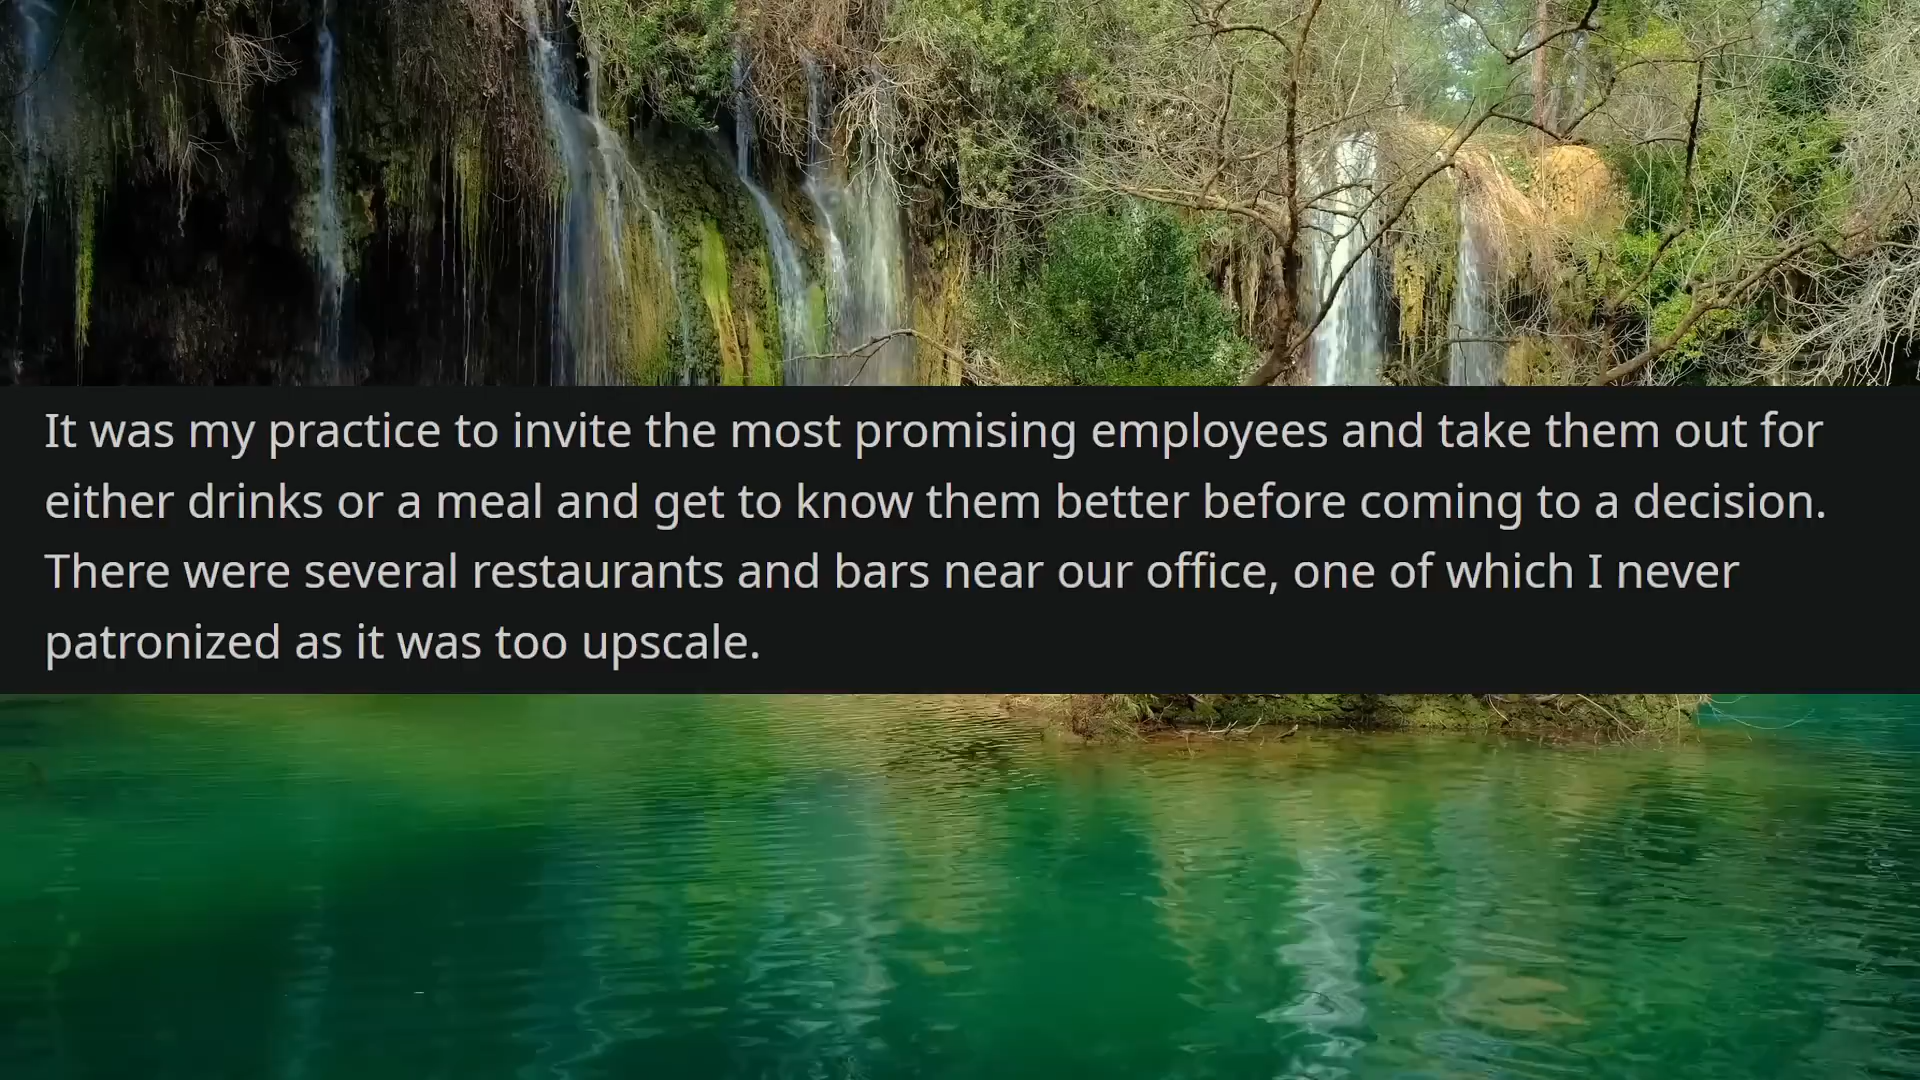 It was my practice to invite the most promising employees and take them out for
either drinks or a meal and get to know them better before coming to a decision.
There were several restaurants and bars near our office, one of which I never
patronized as it was too upscale.